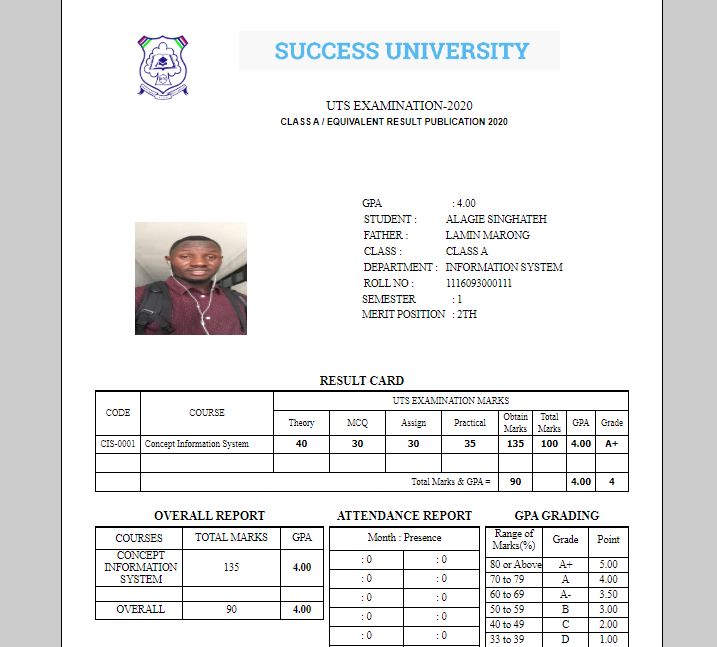 SUCCESS UNIVERSITY
UTS EXAMINATION-2020
CLASS A / EQUIVALENT RESULT PUBLICATION 2020
GPA : 4.00
STUDENT : ALAGIE SINGHATEH
FATHER : LAMIN MARONG
CLASS : CLASS A
DEPARTMENT : INFORMATION SYSTEM
ROLL NO : 1116093000111
SEMESTER : 1
MERIT POSITION : 2TH
RESULT CARD
CODE COURSE UTS EXAMINATION MARKS
Theory MCQ Assign Practical Obtain Marks Total Marks GPA Grade
CIS-0001 Concept Information System 40 30 30 35 135 100 4.00 A+
Total Marks & GPA = 90 4.00 4
OVERALL REPORT
COURSES TOTAL MARKS GPA
CONCEPT INFORMATION SYSTEM 135 4.00
OVERALL 90 4.00
ATTENDANCE REPORT
Month : Presence
: 0 : 0
: 0 : 0
: 0 : 0
: 0 : 0
: 0 : 0
GPA GRADING
Range of Marks(%) Grade Point
80 or Above A+ 5.00
70 to 79 A 4.00
60 to 69 A- 3.50
50 to 59 B 3.00
40 to 49 C 2.00
33 to 39 D 1.00